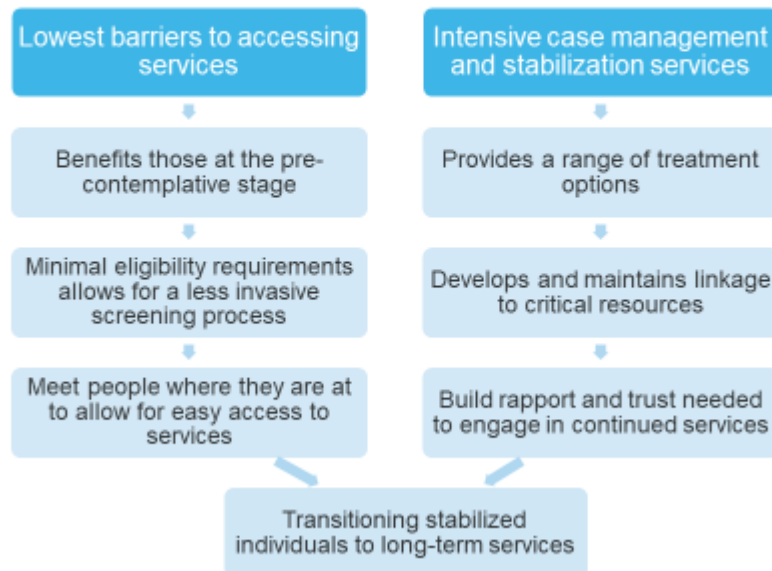 Lowest barriers to accessing
services
Benefits those at the pre-
contemplative stage
Minimal eligibility requirements
allows for a less invasive
screening process
Meet people where they are at
to allow for easy access to
services
Intensive case management
and stabilization services
Provides a range of treatment
options
Develops and maintains linkage
to critical resources
Build rapport and trust needed
to engage in continued services
Transitioning stabilized
individuals to long-term services